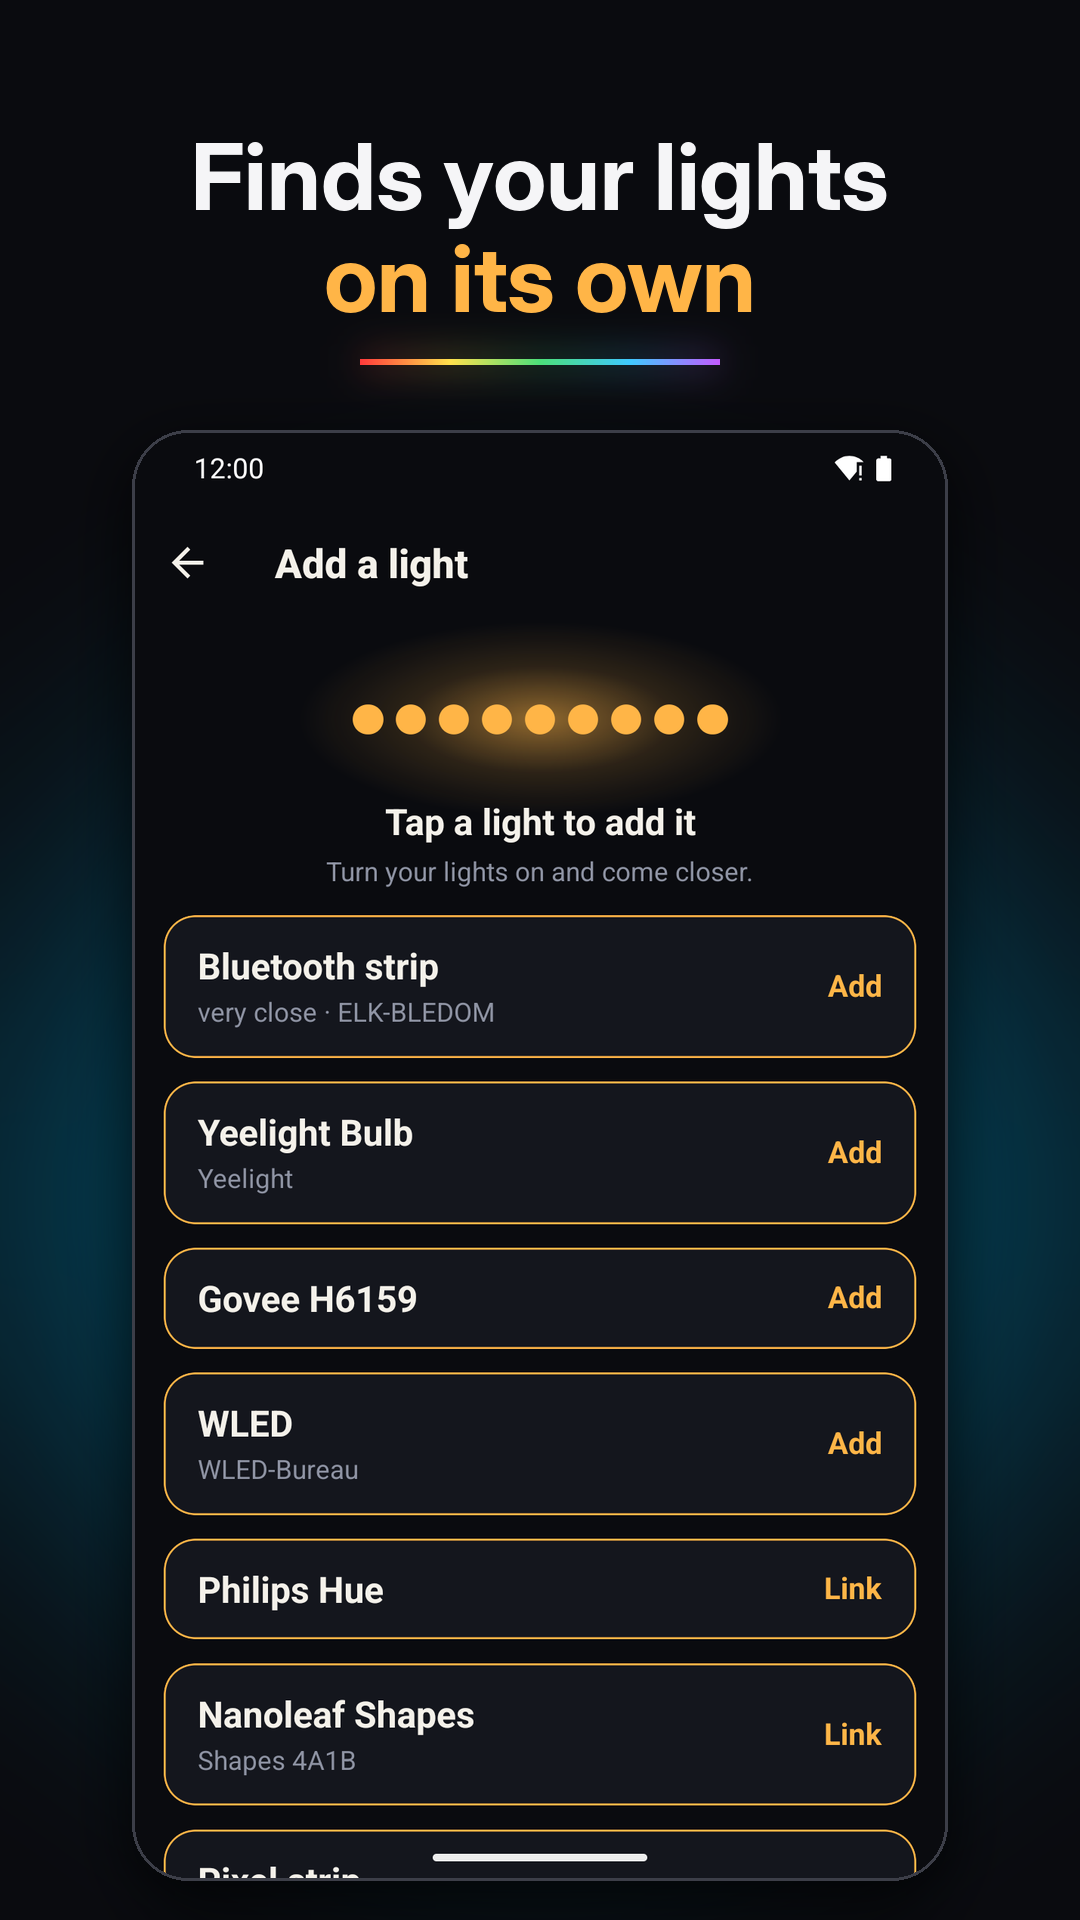 Finds your lights
on its own
12:00
Add a light
Tap a light to add it
Turn your lights on and come closer.
Bluetooth strip
very close · ELK-BLEDOM
Add
Yeelight Bulb
Yeelight
Add
Govee H6159
Add
WLED
WLED-Bureau
Add
Philips Hue
Link
Nanoleaf Shapes
Shapes 4A1B
Link
Pixel strip